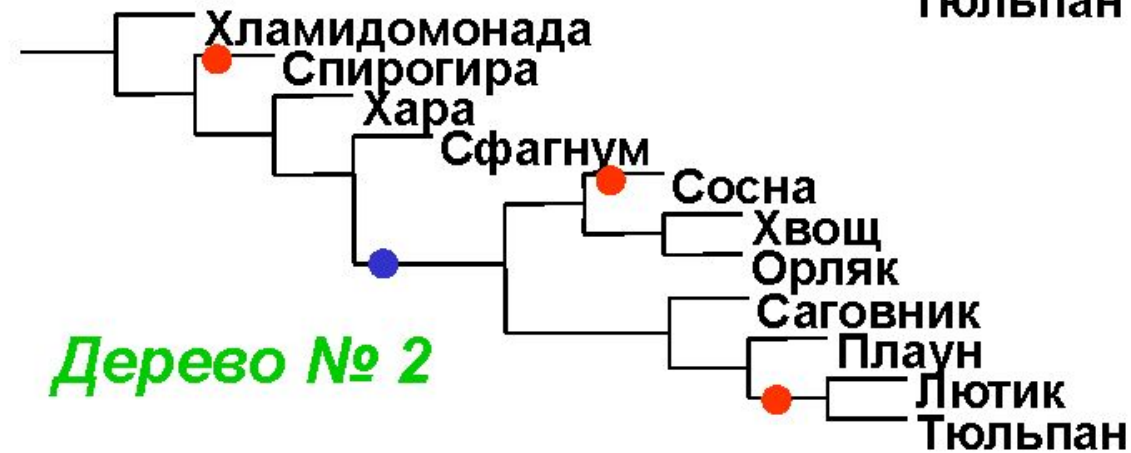 Тюльпан
Хламидомонада
Спирогира
Хара
Сфагнум
Сосна
Хвощ
Орляк
Саговник
Плаун
Лютик
Тюльпан
Дерево № 2